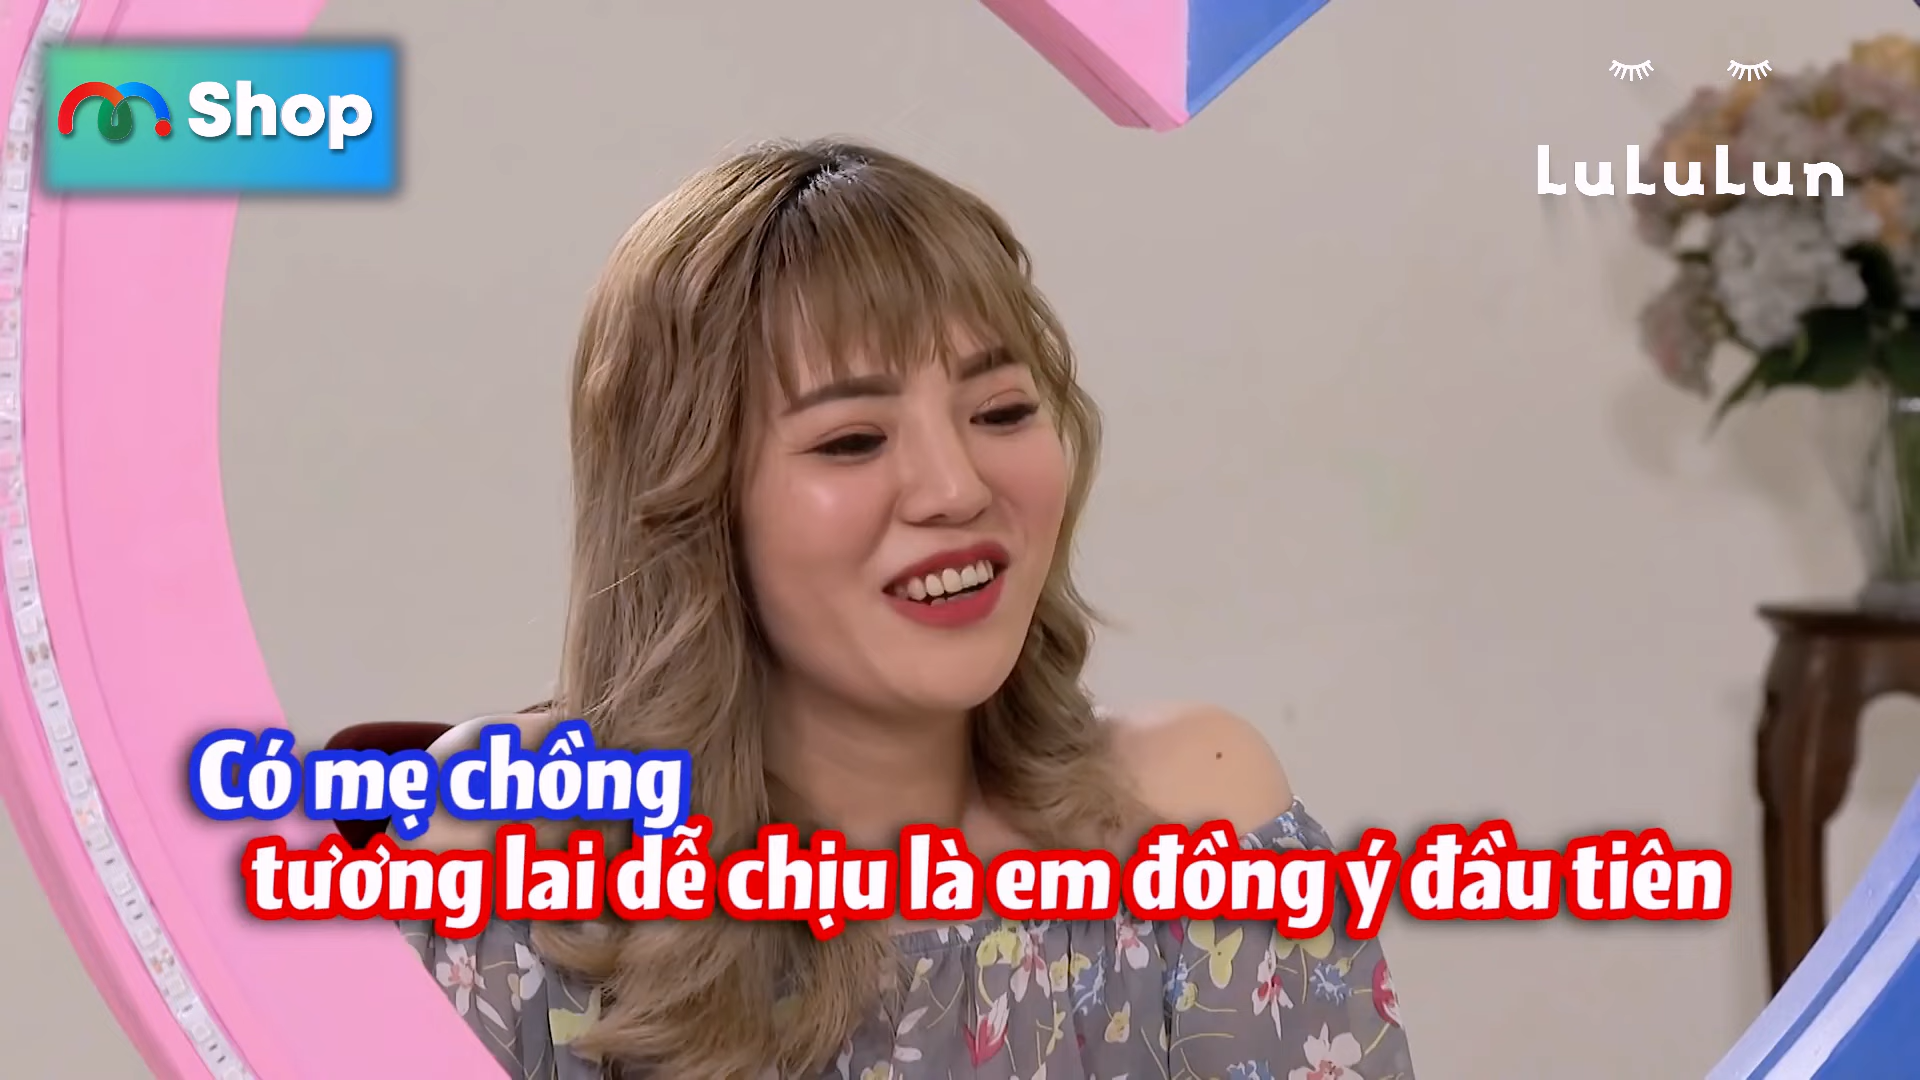 Shop
LuLuLun
Có mẹ chồng
tương lai dễ chịu là em đồng ý đầu tiên